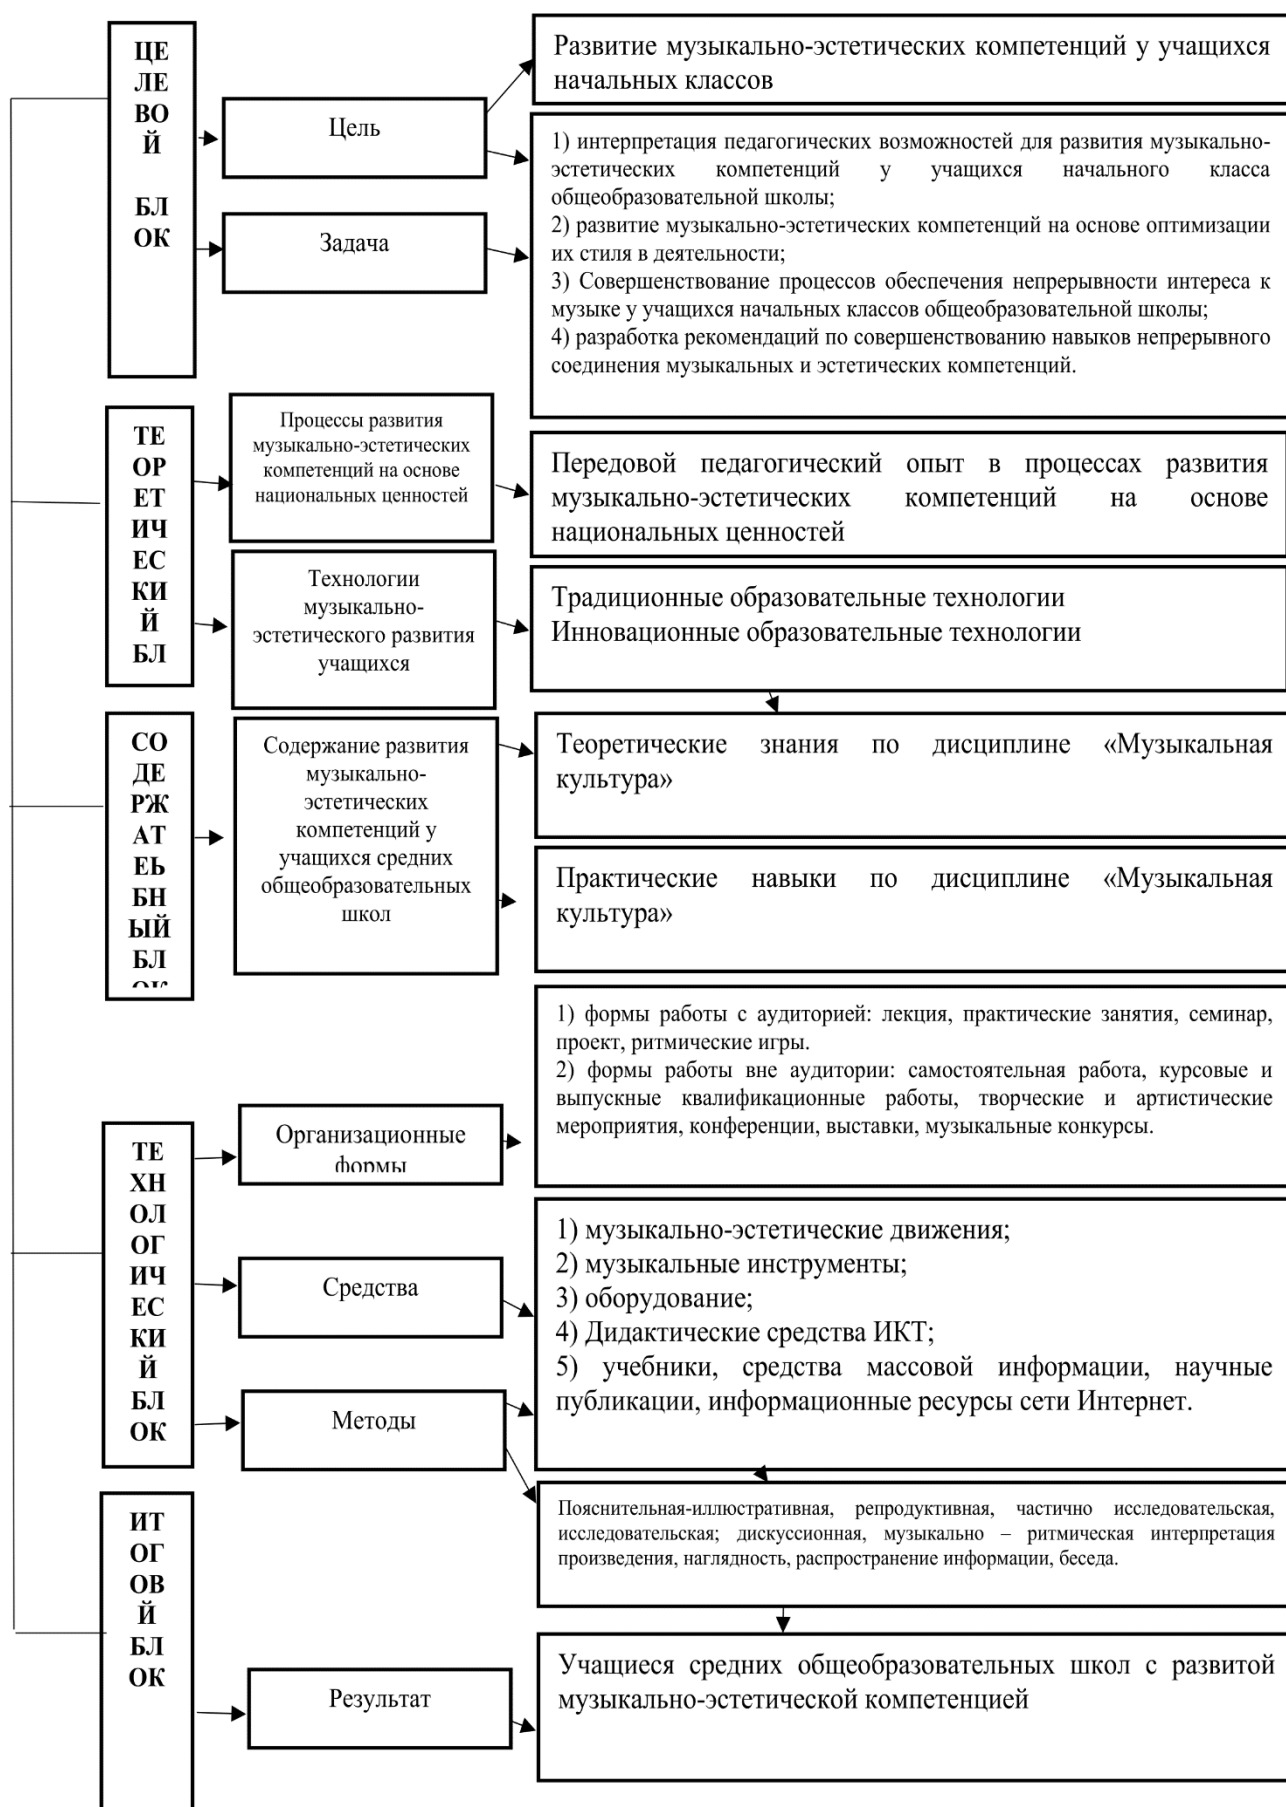 ЦЕ
ЛЕ
ВО
Й
БЛ
ОК
Цель
Задача
Развитие музыкально-эстетических компетенций у учащихся
начальных классов
1) интерпретация педагогических возможностей для развития музыкально-
эстетических компетенций у учащихся начального класса
общеобразовательной школы;
2) развитие музыкально-эстетических компетенций на основе оптимизации
их стиля в деятельности;
3) Совершенствование процессов обеспечения непрерывности интереса к
музыке у учащихся начальных классов общеобразовательной школы;
4) разработка рекомендаций по совершенствованию навыков непрерывного
соединения музыкальных и эстетических компетенций.
ТЕ
ОР
ЕТ
ИЧ
ЕС
КИ
Й
БЛ
Процессы развития
музыкально-эстетических
компетенций на основе
национальных ценностей
Передовой педагогический опыт в процессах развития
музыкально-эстетических компетенций на основе
национальных ценностей
Технологии
музыкально-
эстетического развития
учащихся
Традиционные образовательные технологии
Инновационные образовательные технологии
СО
ДЕ
РЖ
АТ
ЕЬ
БН
ЫЙ
БЛ
ОК
Содержание развития
музыкально-
эстетических
компетенций у
учащихся средних
общеобразовательных
школ
Теоретические знания по дисциплине «Музыкальная
культура»
Практические навыки по дисциплине «Музыкальная
культура»
ТЕ
ХН
ОЛ
ОГ
ИЧ
ЕС
КИ
Й
БЛ
ОК
Организационные
формы
1) формы работы с аудиторией: лекция, практические занятия, семинар,
проект, ритмические игры.
2) формы работы вне аудитории: самостоятельная работа, курсовые и
выпускные квалификационные работы, творческие и артистические
мероприятия, конференции, выставки, музыкальные конкурсы.
Средства
1) музыкально-эстетические движения;
2) музыкальные инструменты;
3) оборудование;
4) Дидактические средства ИКТ;
5) учебники, средства массовой информации, научные
публикации, информационные ресурсы сети Интернет.
Методы
Пояснительная-иллюстративная, репродуктивная, частично исследовательская,
исследовательская; дискуссионная, музыкально – ритмическая интерпретация
произведения, наглядность, распространение информации, беседа.
ИТ
ОГ
ОВ
Й
БЛ
ОК
Результат
Учащиеся средних общеобразовательных школ с развитой
музыкально-эстетической компетенцией